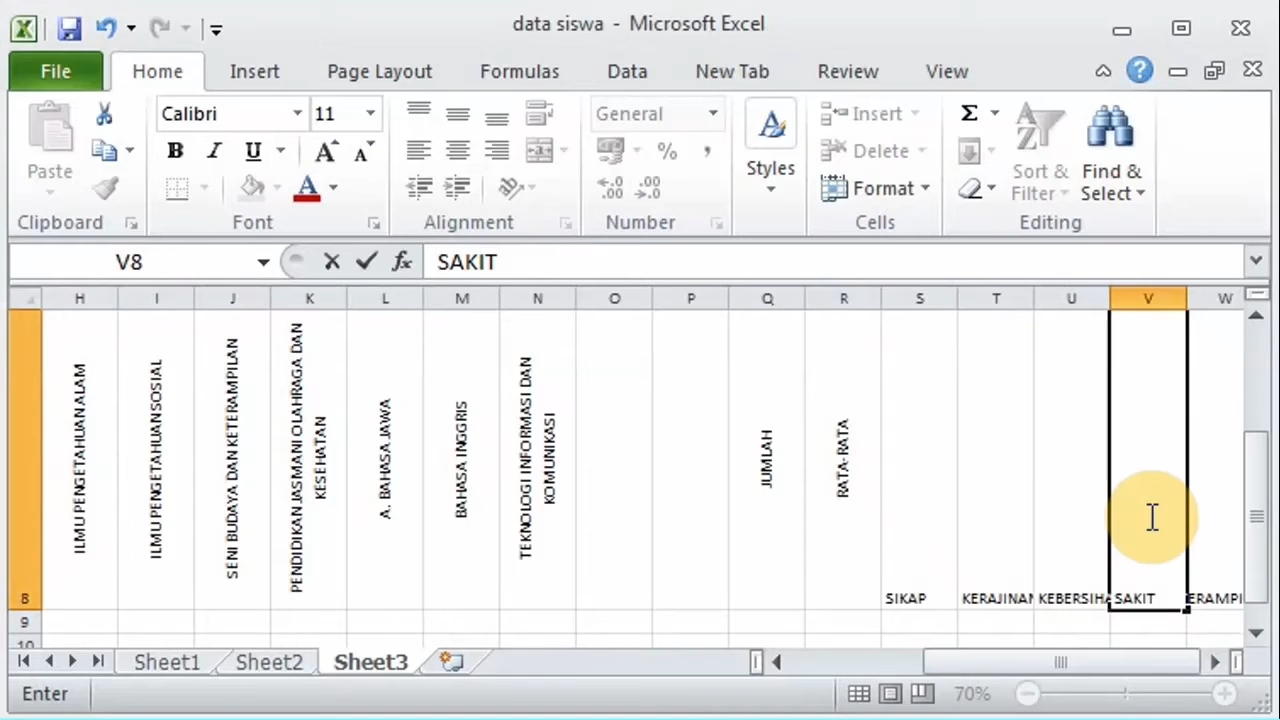 data siswa - Microsoft Excel
File Home Insert Page Layout Formulas Data New Tab Review View
Calibri 11 General Insert Σ
B I U A A % , Delete
Paste Styles Sort & Filter Find & Select
A Format
Clipboard Font Alignment Number Cells Editing
V8 fx SAKIT
H I J K L M N O P Q R S T U V W
ILMU PENGETAHUAN ALAM
ILMU PENGETAHUAN SOSIAL
SENI BUDAYA DAN KETERAMPILAN
PENDIDIKAN JASMANI OLAHRAGA DAN
KESEHATAN
A. BAHASA JAWA
BAHASA INGGRIS
TEKNOLOGI INFORMASI DAN
KOMUNIKASI
JUMLAH
RATA-RATA
8 SIKAP KERAJINAN KEBERSIHA SAKIT ERAMPI
9
10
Sheet1 Sheet2 Sheet3
Enter 70%